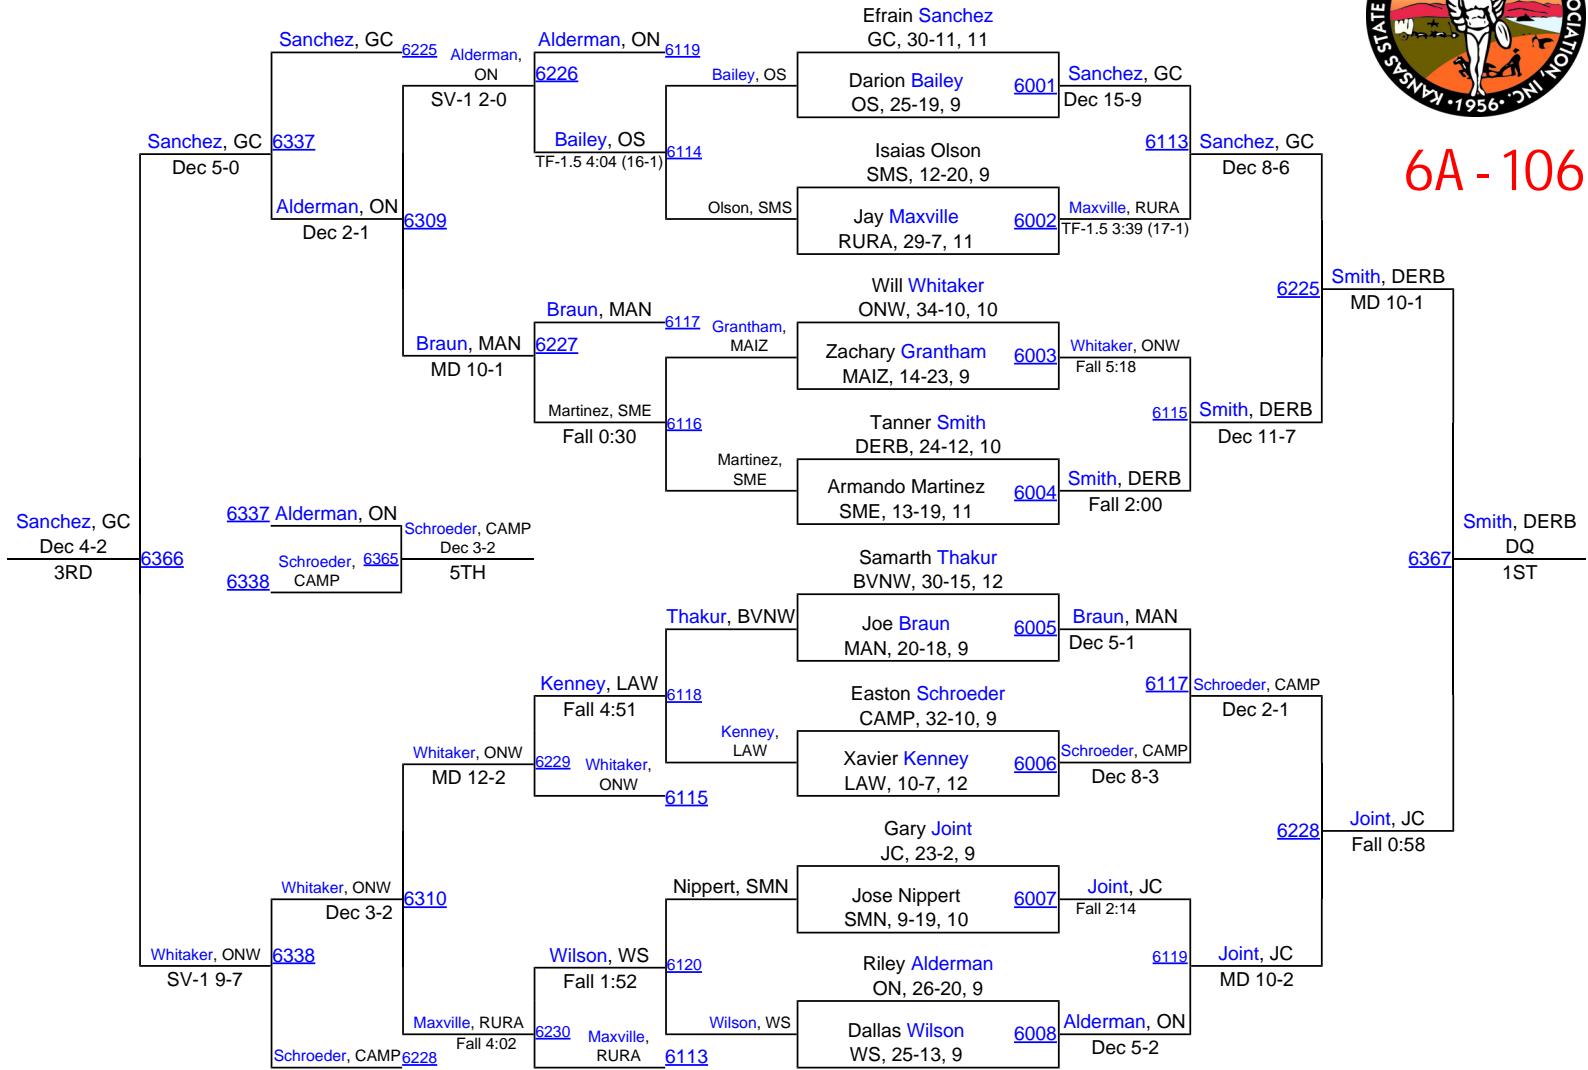 Efrain Sanchez
GC, 30-11, 11
Darion Bailey
OS, 25-19, 9
6001
Isaias Olson
SMS, 12-20, 9
Jay Maxville
RURA, 29-7, 11
6002
Will Whitaker
ONW, 34-10, 10
Zachary Grantham
MAIZ, 14-23, 9
6003
Tanner Smith
DERB, 24-12, 10
Armando Martinez
SME, 13-19, 11
6004
Samarth Thakur
BVNW, 30-15, 12
Joe Braun
MAN, 20-18, 9
6005
Easton Schroeder
CAMP, 32-10, 9
Xavier Kenney
LAW, 10-7, 12
6006
Gary Joint
JC, 23-2, 9
Jose Nippert
SMN, 9-19, 10
6007
Riley Alderman
ON, 26-20, 9
Dallas Wilson
WS, 25-13, 9
6008
Sanchez, GC
Dec 15-9
6113
Maxville, RURA
TF-1.5 3:39 (17-1)
Whitaker, ONW
Fall 5:18
6115
Smith, DERB
Fall 2:00
Braun, MAN
Dec 5-1
6117
Schroeder, CAMP
Dec 8-3
Joint, JC
Fall 2:14
6119
Alderman, ON
Dec 5-2
Sanchez, GC
Dec 8-6
6225
Smith, DERB
Dec 11-7
Schroeder, CAMP
Dec 2-1
6228
Joint, JC
MD 10-2
Smith, DERB
MD 10-1
6367
Joint, JC
Fall 0:58
Smith, DERB
DQ
1ST
Bailey, OS
6114
Olson, SMS
Grantham,
MAIZ
6116
Martinez,
SME
Thakur, BVNW
6118
Kenney,
LAW
Nippert, SMN
6120
Wilson, WS
Alderman, ON
6119
6226
Bailey, OS
TF-1.5 4:04 (16-1)
Braun, MAN
6117
6227
Martinez, SME
Fall 0:30
Kenney, LAW
Fall 4:51
6229
Whitaker,
ONW
6115
Wilson, WS
Fall 1:52
6230
Maxville,
RURA
6113
Alderman,
ON
SV-1 2-0
6309
Braun, MAN
MD 10-1
Whitaker, ONW
MD 12-2
6310
Maxville, RURA
Fall 4:02
Sanchez, GC
6225
6337
Alderman, ON
Dec 2-1
Whitaker, ONW
Dec 3-2
6338
Schroeder, CAMP
6228
Sanchez, GC
Dec 5-0
6366
Whitaker, ONW
SV-1 9-7
Sanchez, GC
Dec 4-2
3RD
6337
Alderman, ON
6365
6338
Schroeder,
CAMP
Schroeder, CAMP
Dec 3-2
5TH
KANSAS STATE
OCIATION, INC.
•1956•
6A - 106